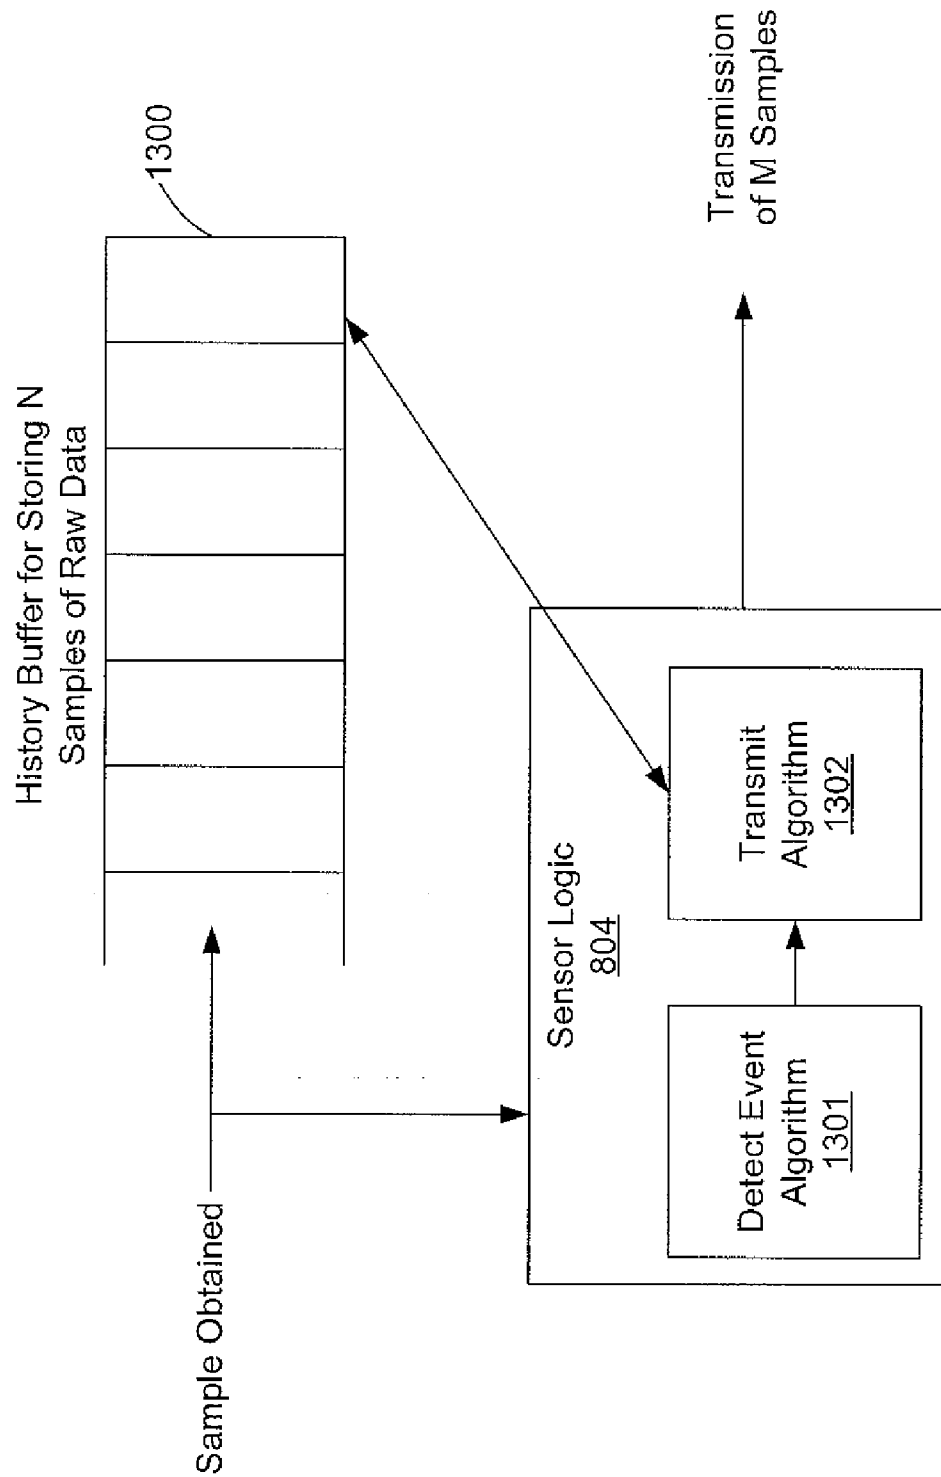 History Buffer for Storing N
Samples of Raw Data
1300
Sample Obtained
Sensor Logic
804
Detect Event
Algorithm
1301
Transmit
Algorithm
1302
Transmission
of M Samples